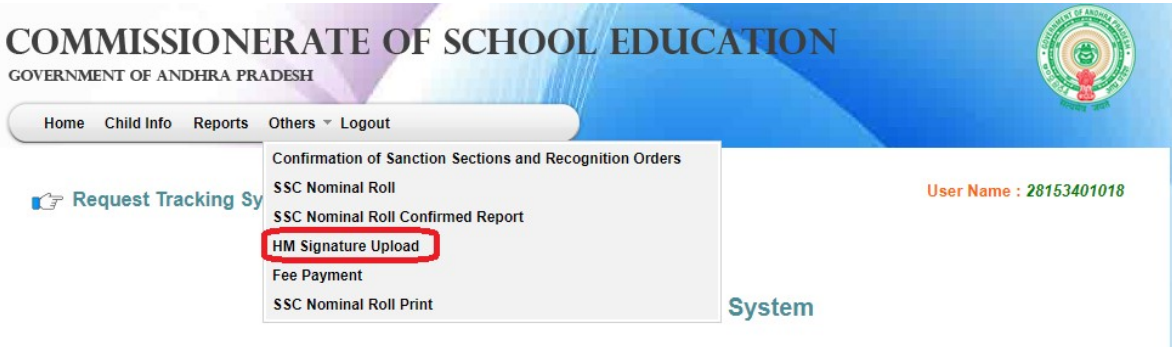 COMMISSIONERATE OF SCHOOL EDUCATION
GOVERNMENT OF ANDHRA PRADESH
Home Child Info Reports Others Logout
Confirmation of Sanction Sections and Recognition Orders
SSC Nominal Roll
SSC Nominal Roll Confirmed Report
HM Signature Upload
Fee Payment
SSC Nominal Roll Print
Request Tracking Sy
User Name : 28153401018
System